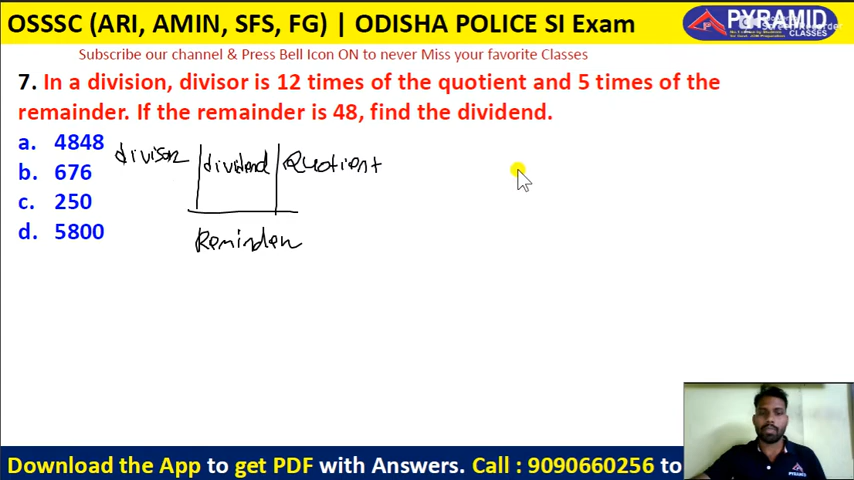 OSSSC (ARI, AMIN, SFS, FG) | ODISHA POLICE SI Exam
PYRAMID
CLASSES
Subscribe our channel & Press Bell Icon ON to never Miss your favorite Classes
7. In a division, divisor is 12 times of the quotient and 5 times of the
remainder. If the remainder is 48, find the dividend.
a. 4848
b. 676
c. 250
d. 5800
divisor dividend Quotient
Reminder
PYRAMID
Download the App to get PDF with Answers. Call : 9090660256 to